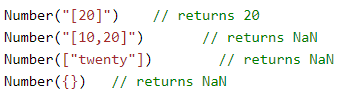 Number("[20]")    // returns 20
Number("[10,20]")       // returns NaN
Number(["twenty"])        // returns NaN
Number({})   // returns NaN